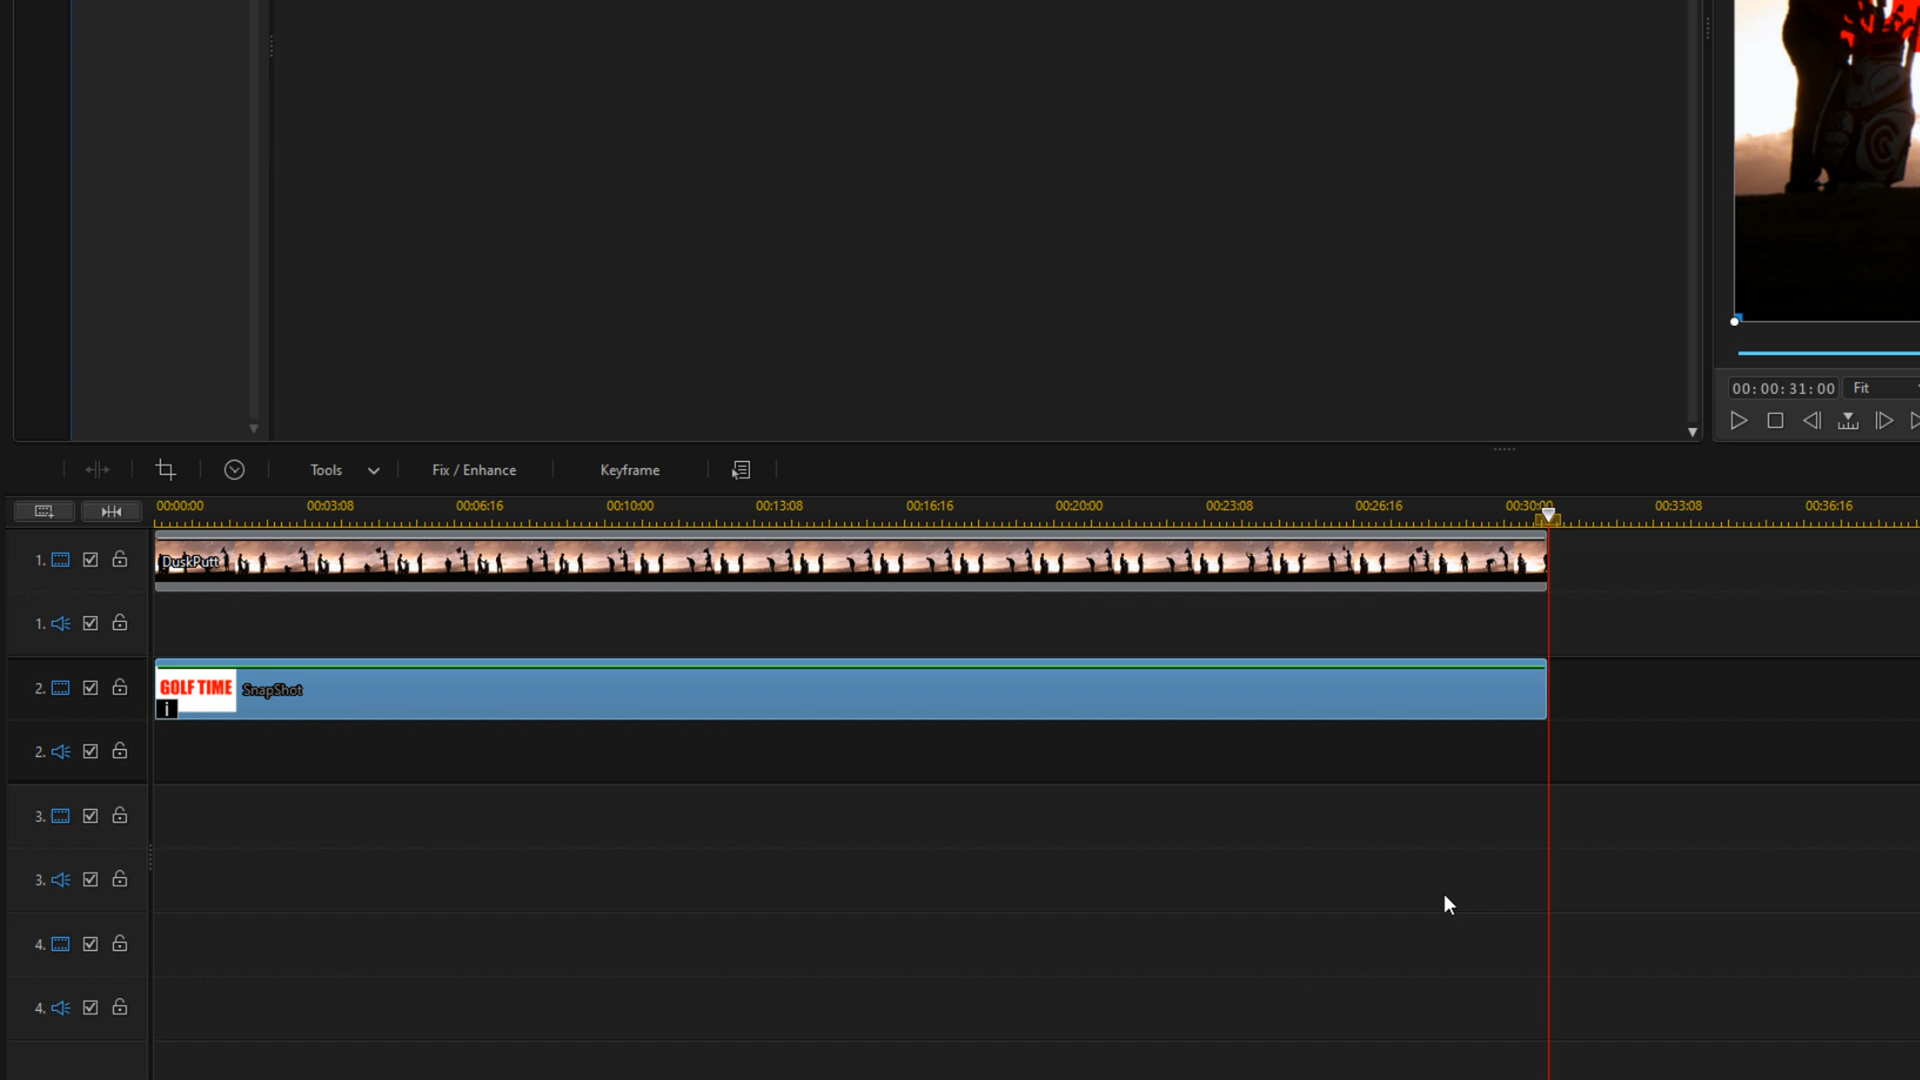 00:00:31:00 Fit
Tools Fix / Enhance Keyframe
00:00:00 00:03:08 00:06:16 00:10:00 00:13:08 00:16:16 00:20:00 00:23:08 00:26:16 00:30:00 00:33:08 00:36:16
1. DuskPutt
1.
2. GOLF TIME SnapShot
i
2.
3.
3.
4.
4.